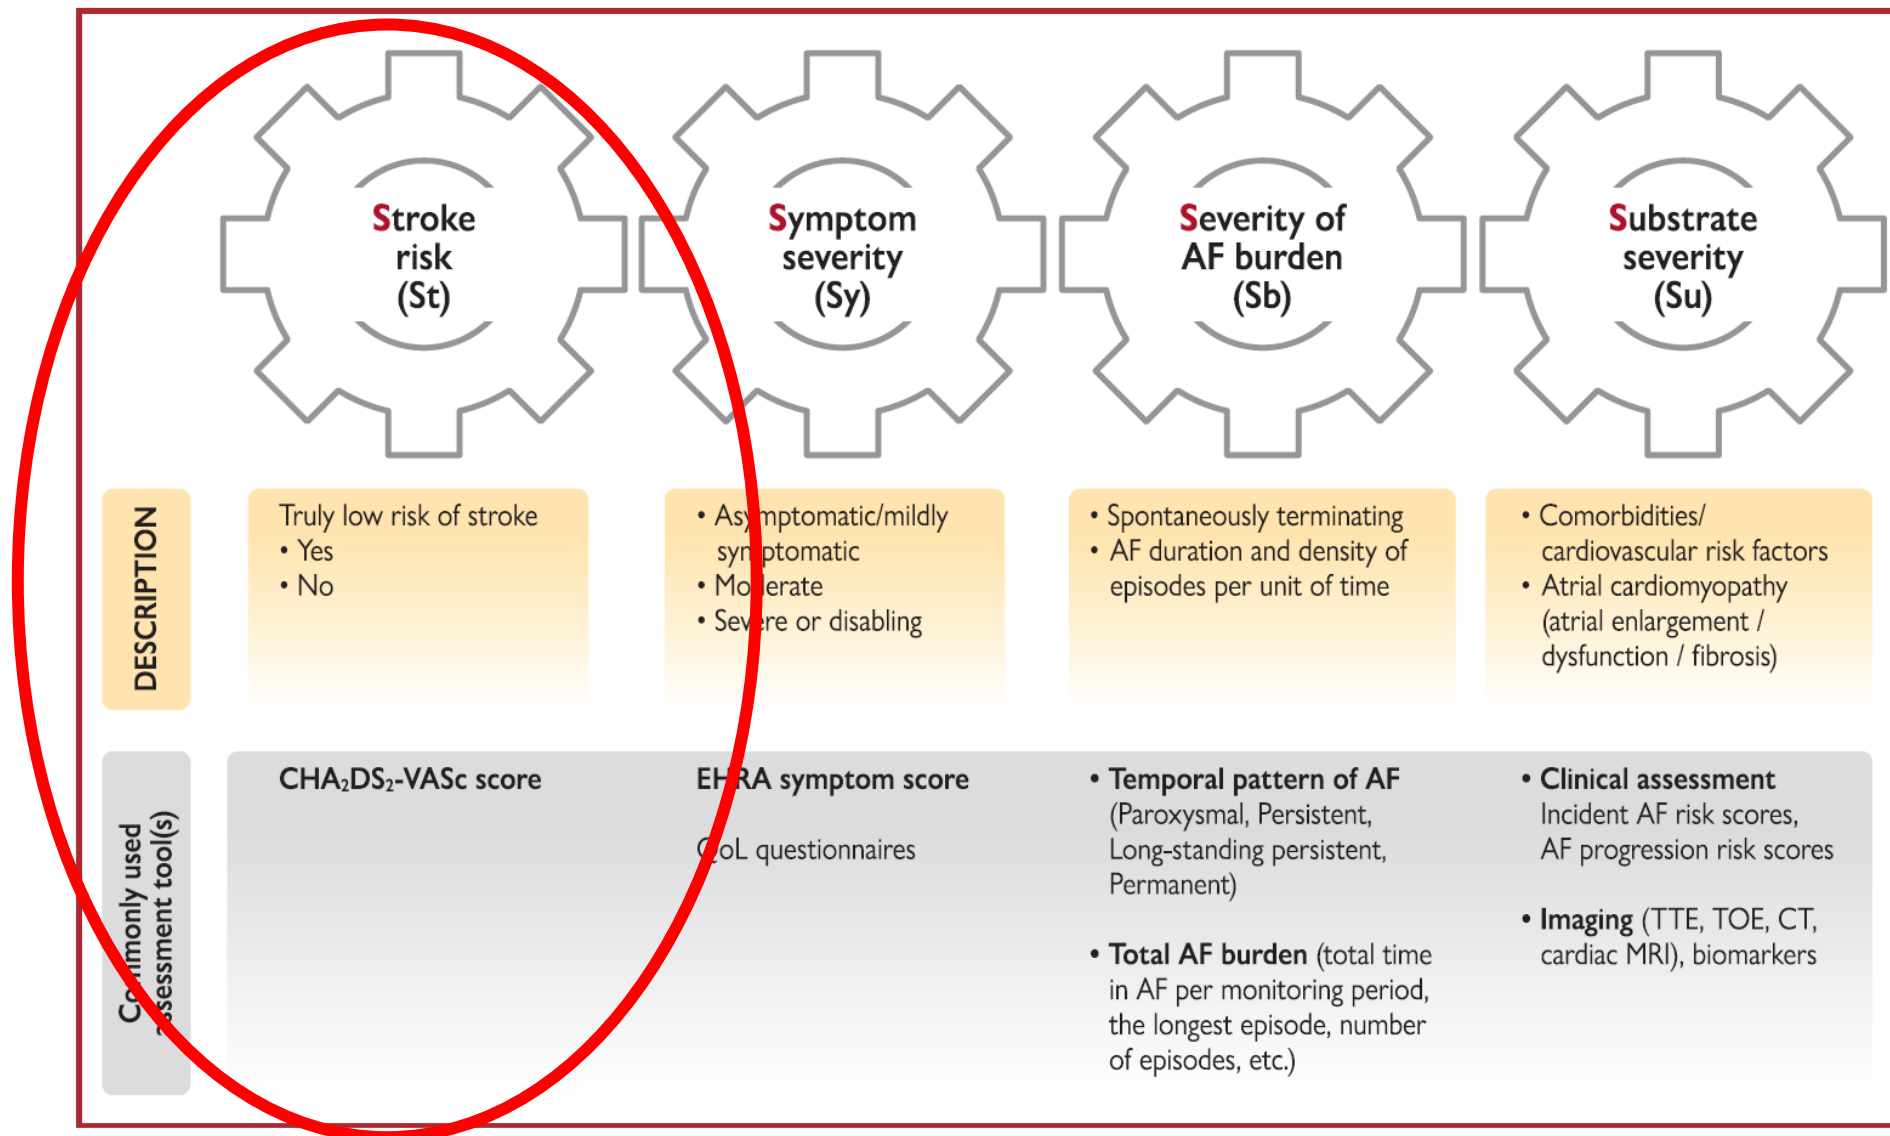 Stroke
risk
(St)
Symptom
severity
(Sy)
Severity of
AF burden
(Sb)
Substrate
severity
(Su)
DESCRIPTION
Truly low risk of stroke
• Yes
• No
• Asymptomatic/mildly
symptomatic
• Moderate
• Severe or disabling
• Spontaneously terminating
• AF duration and density of
episodes per unit of time
• Comorbidities/
cardiovascular risk factors
• Atrial cardiomyopathy
(atrial enlargement /
dysfunction / fibrosis)
Commonly used
assessment tool(s)
CHA₂DS₂-VASc score
EHRA symptom score
QoL questionnaires
• Temporal pattern of AF
(Paroxysmal, Persistent,
Long-standing persistent,
Permanent)
• Total AF burden (total time
in AF per monitoring period,
the longest episode, number
of episodes, etc.)
• Clinical assessment
Incident AF risk scores,
AF progression risk scores
• Imaging (TTE, TOE, CT,
cardiac MRI), biomarkers